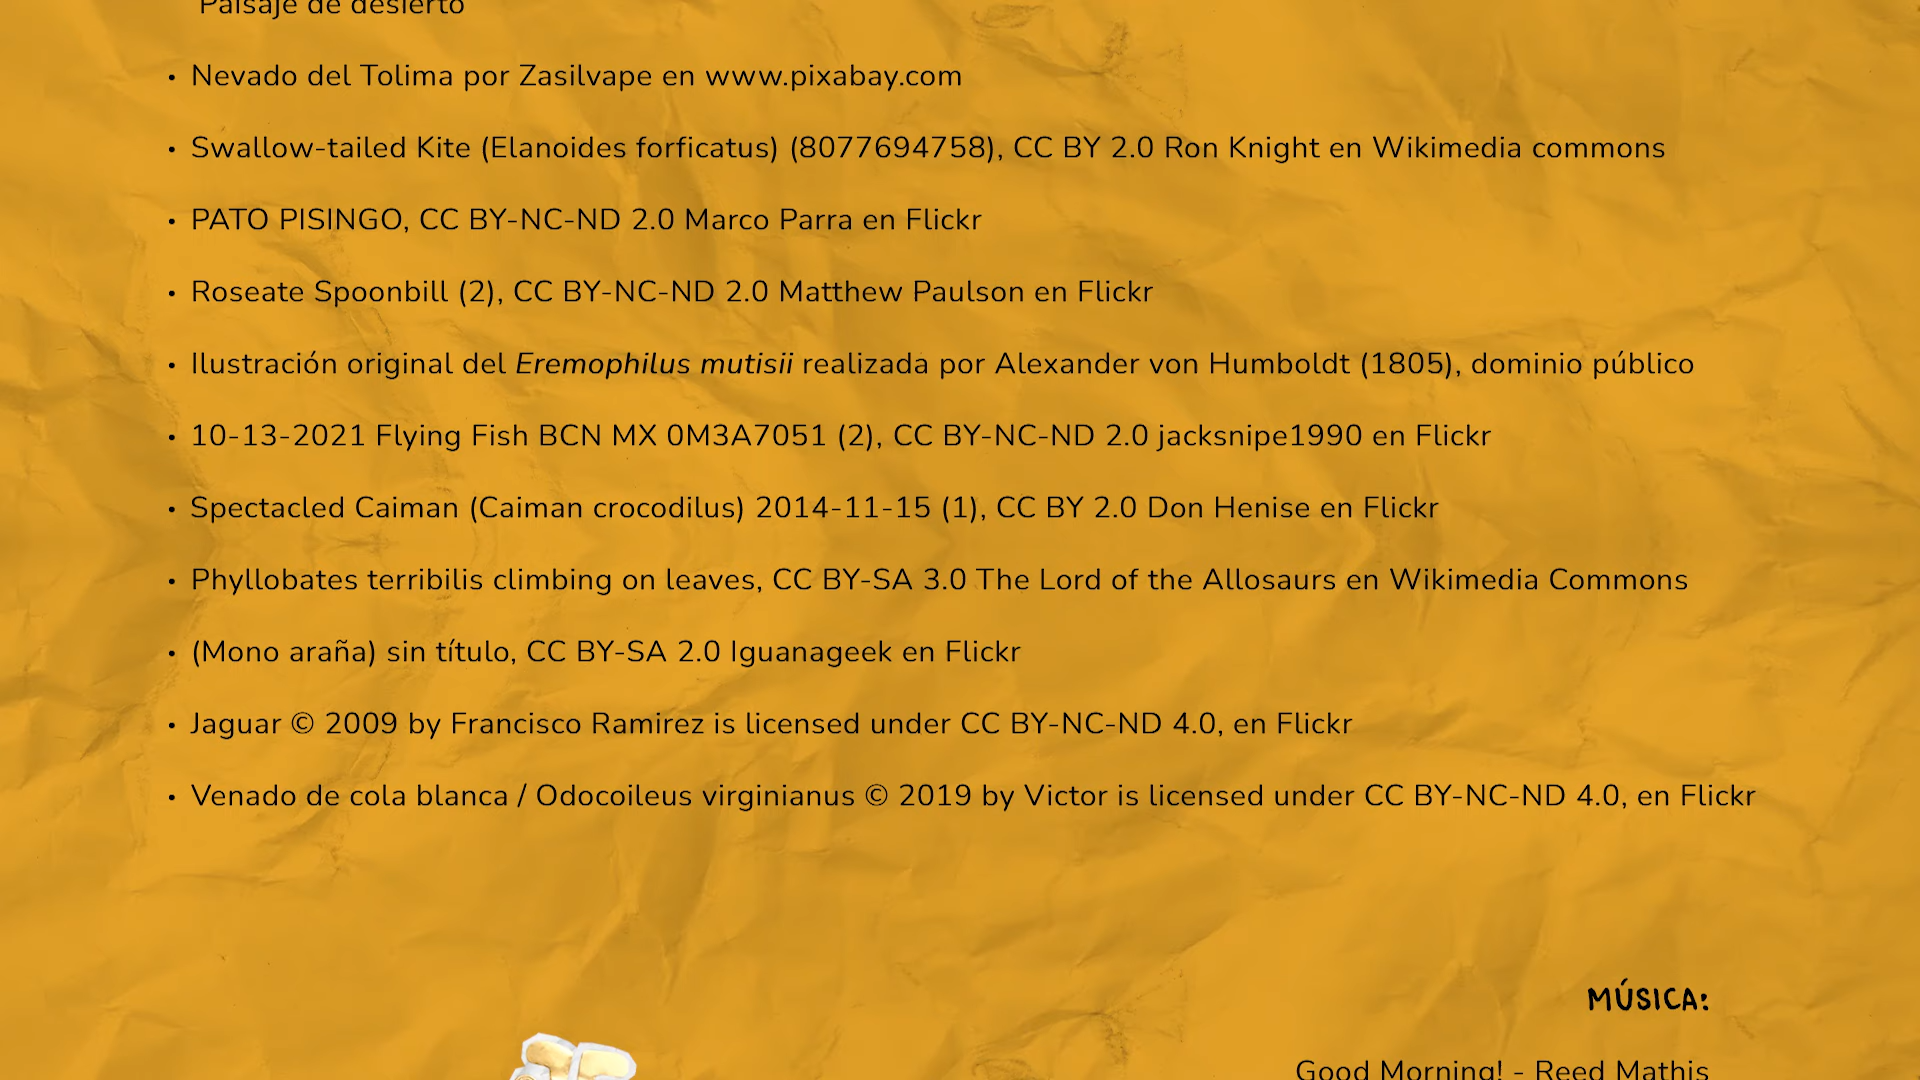 Paisaje de desierto
• Nevado del Tolima por Zasilvape en www.pixabay.com
• Swallow-tailed Kite (Elanoides forficatus) (8077694758), CC BY 2.0 Ron Knight en Wikimedia commons
• PATO PISINGO, CC BY-NC-ND 2.0 Marco Parra en Flickr
• Roseate Spoonbill (2), CC BY-NC-ND 2.0 Matthew Paulson en Flickr
• Ilustración original del Eremophilus mutisii realizada por Alexander von Humboldt (1805), dominio público
• 10-13-2021 Flying Fish BCN MX 0M3A7051 (2), CC BY-NC-ND 2.0 jacksnipe1990 en Flickr
• Spectacled Caiman (Caiman crocodilus) 2014-11-15 (1), CC BY 2.0 Don Henise en Flickr
• Phyllobates terribilis climbing on leaves, CC BY-SA 3.0 The Lord of the Allosaurs en Wikimedia Commons
• (Mono araña) sin título, CC BY-SA 2.0 Iguanageek en Flickr
• Jaguar © 2009 by Francisco Ramirez is licensed under CC BY-NC-ND 4.0, en Flickr
• Venado de cola blanca / Odocoileus virginianus © 2019 by Victor is licensed under CC BY-NC-ND 4.0, en Flickr
MÚSICA:
Good Morning! - Reed Mathis